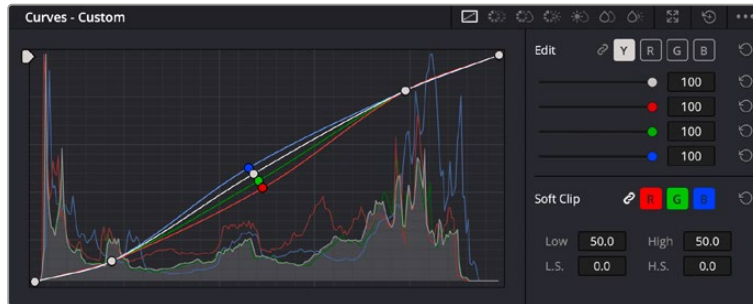 Curves - Custom
Edit Y R G B
100
100
100
100
Soft Clip R G B
Low 50.0 High 50.0
L.S. 0.0 H.S. 0.0